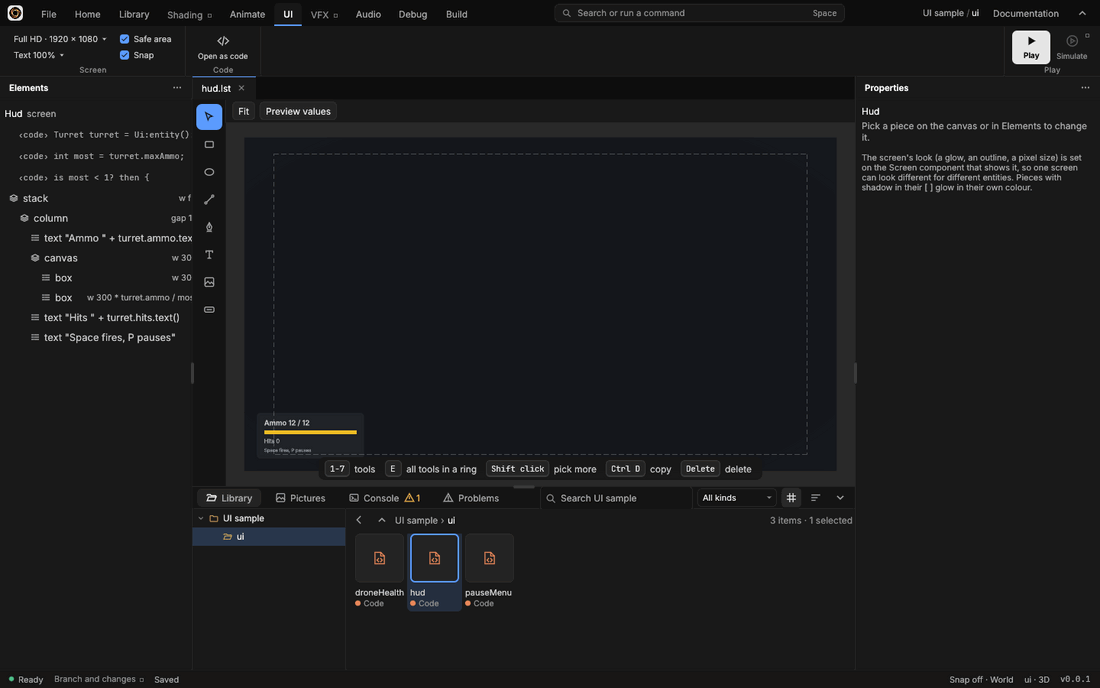 File Home Library Shading Animate UI VFX Audio Debug Build Search or run a command Space UI sample / ui Documentation
Full HD · 1920 × 1080 Safe area
Text 100% Snap
Screen
Open as code
Code
Play Simulate
Play
Elements ···
hud.lst ×
Properties ···
Hud screen
‹code› Turret turret = Ui:entity()
‹code› int most = turret.maxAmmo;
‹code› is most < 1? then {
stack w f
column gap 1
text "Ammo " + turret.ammo.tex
canvas w 30
box w 30
box w 300 * turret.ammo / mos
text "Hits " + turret.hits.text()
text "Space fires, P pauses"
Fit Preview values
Ammo 12 / 12
Hits 0
Space fires, P pauses
1-7 tools E all tools in a ring Shift click pick more Ctrl D copy Delete delete
Hud
Pick a piece on the canvas or in Elements to change
it.
The screen's look (a glow, an outline, a pixel size) is set
on the Screen component that shows it, so one screen
can look different for different entities. Pieces with
shadow in their [ ] glow in their own colour.
Library Pictures Console 1 Problems Search UI sample All kinds
UI sample
ui
UI sample › ui 3 items · 1 selected
droneHealth hud pauseMenu
Code Code Code
Ready Branch and changes Saved Snap off · World ui · 3D v0.0.1